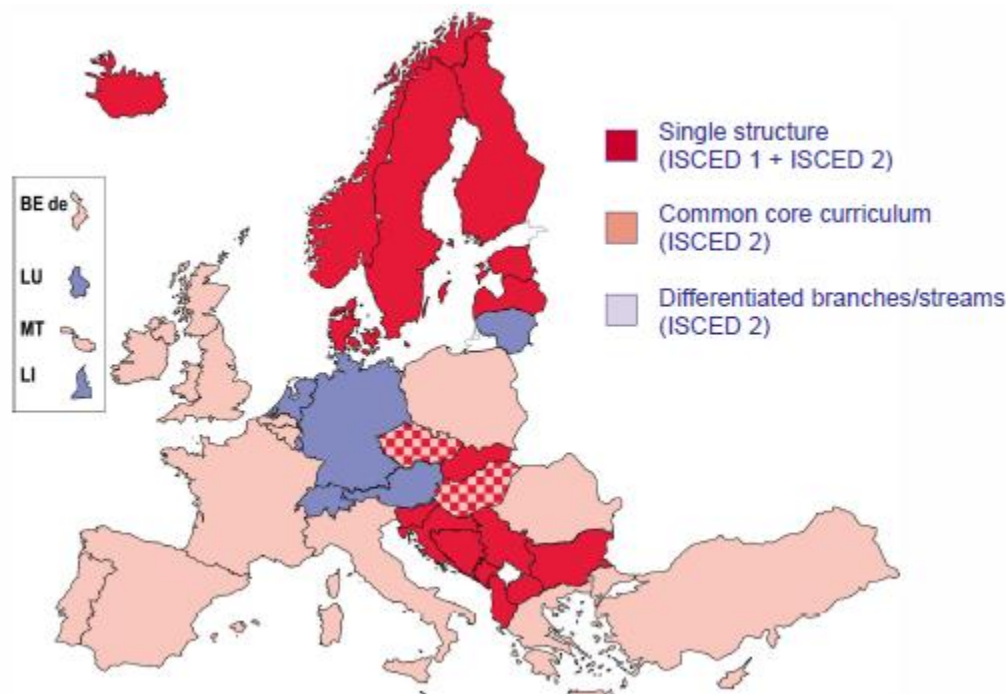 Single structure
(ISCED 1 + ISCED 2)
Common core curriculum
(ISCED 2)
Differentiated branches/streams
(ISCED 2)
BE de
LU
MT
LI